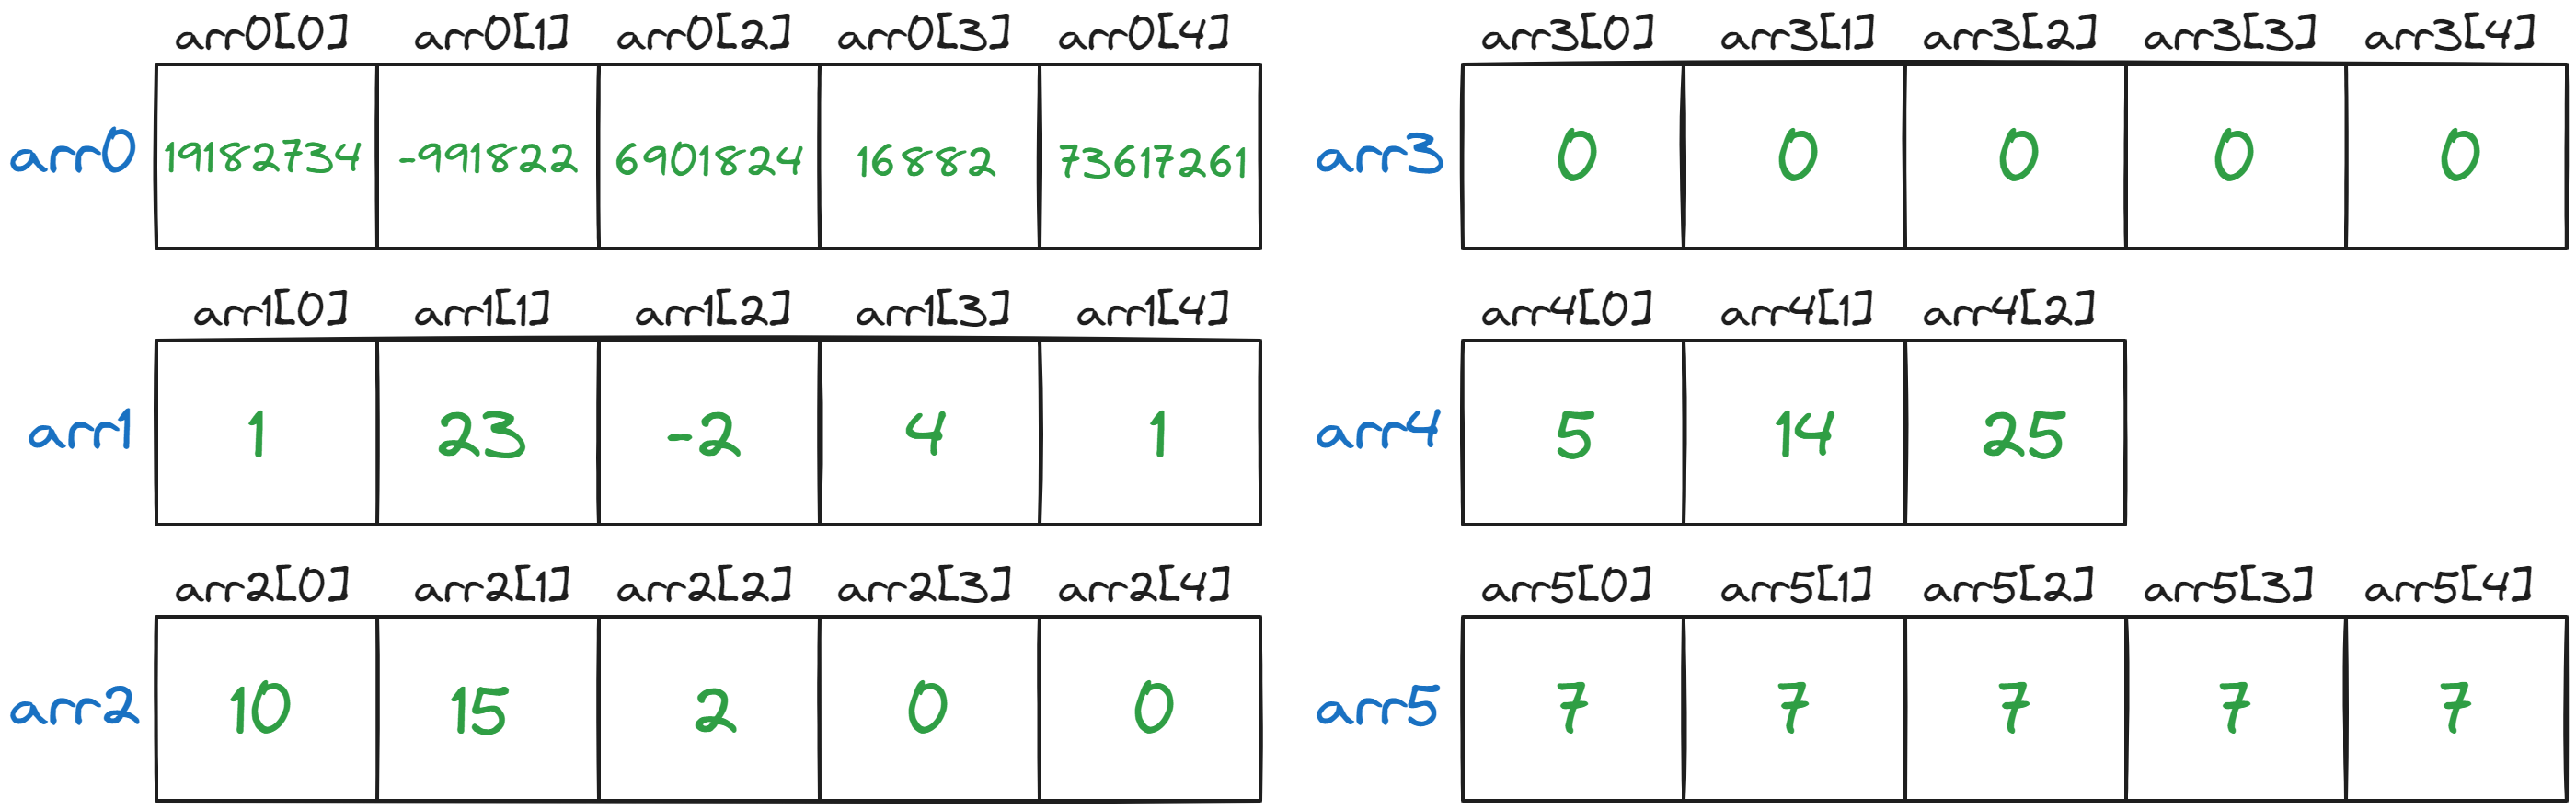 arr0[0] arr0[1] arr0[2] arr0[3] arr0[4]
arr0 19182734 -991822 6901824 16882 73617261
arr1[0] arr1[1] arr1[2] arr1[3] arr1[4]
arr1 1 23 -2 4 1
arr2[0] arr2[1] arr2[2] arr2[3] arr2[4]
arr2 10 15 2 0 0
arr3[0] arr3[1] arr3[2] arr3[3] arr3[4]
arr3 0 0 0 0 0
arr4[0] arr4[1] arr4[2]
arr4 5 14 25
arr5[0] arr5[1] arr5[2] arr5[3] arr5[4]
arr5 7 7 7 7 7